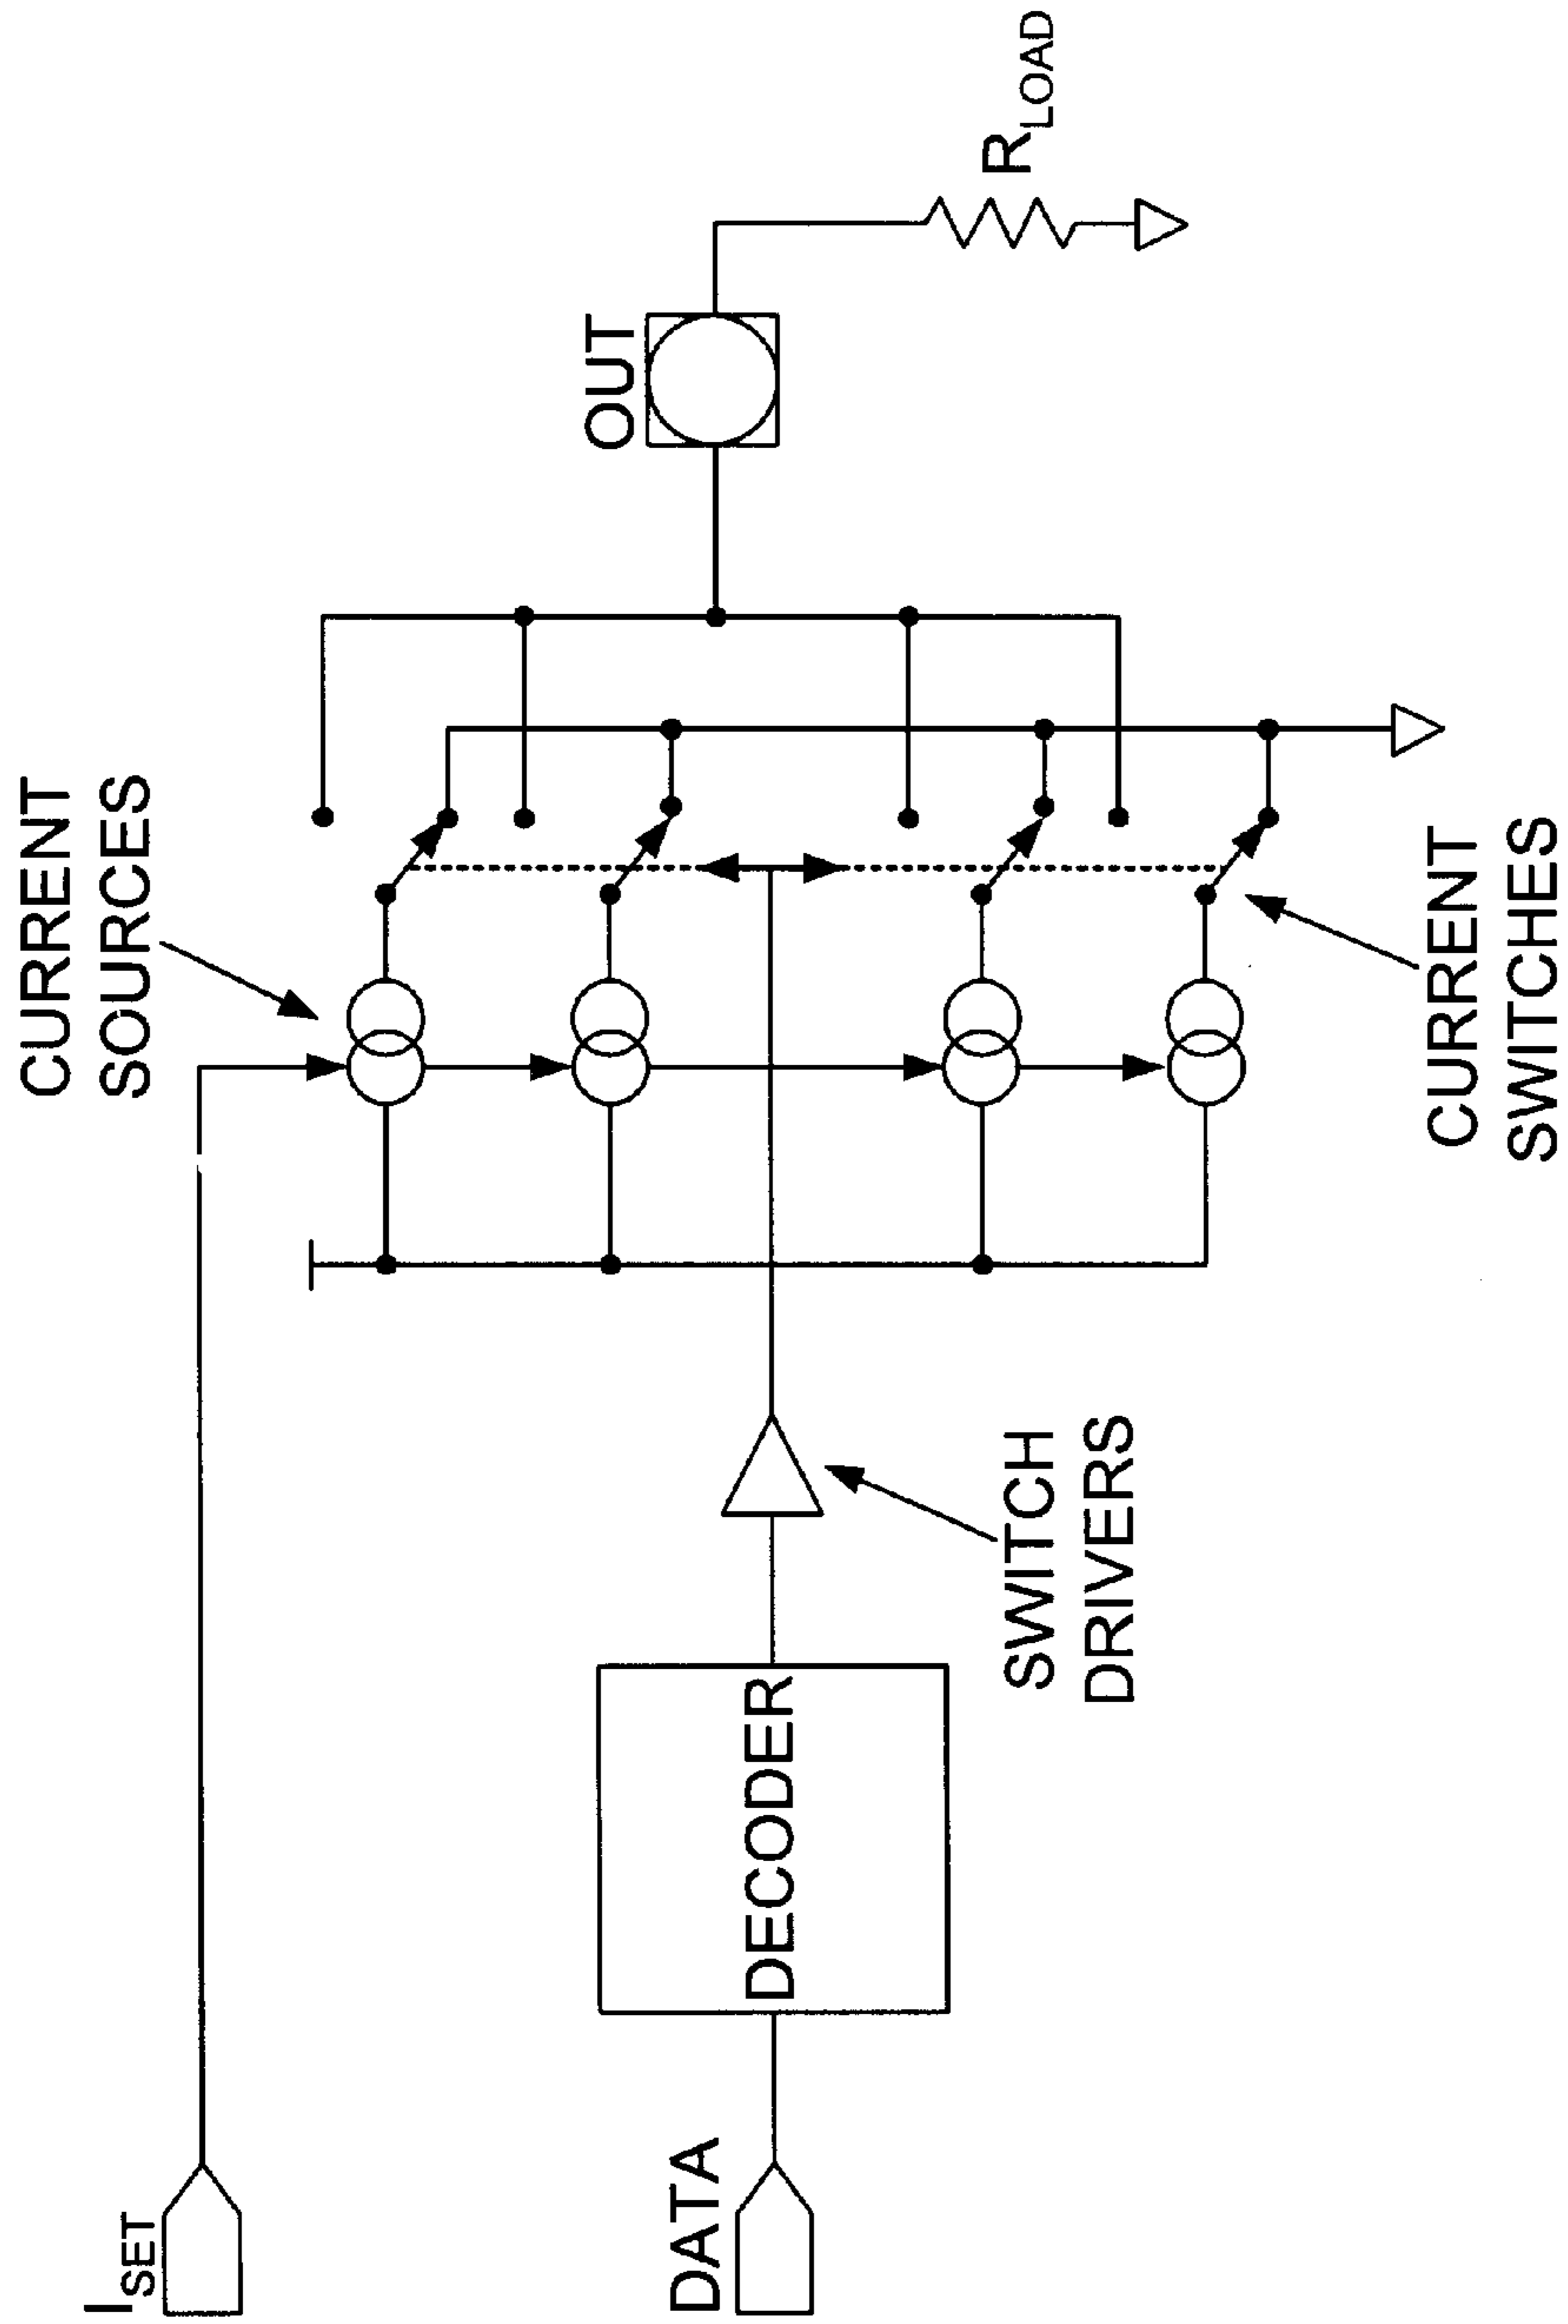 I_SET
CURRENT
SOURCES
OUT
R_LOAD
DATA
DECODER
SWITCH
DRIVERS
CURRENT
SWITCHES